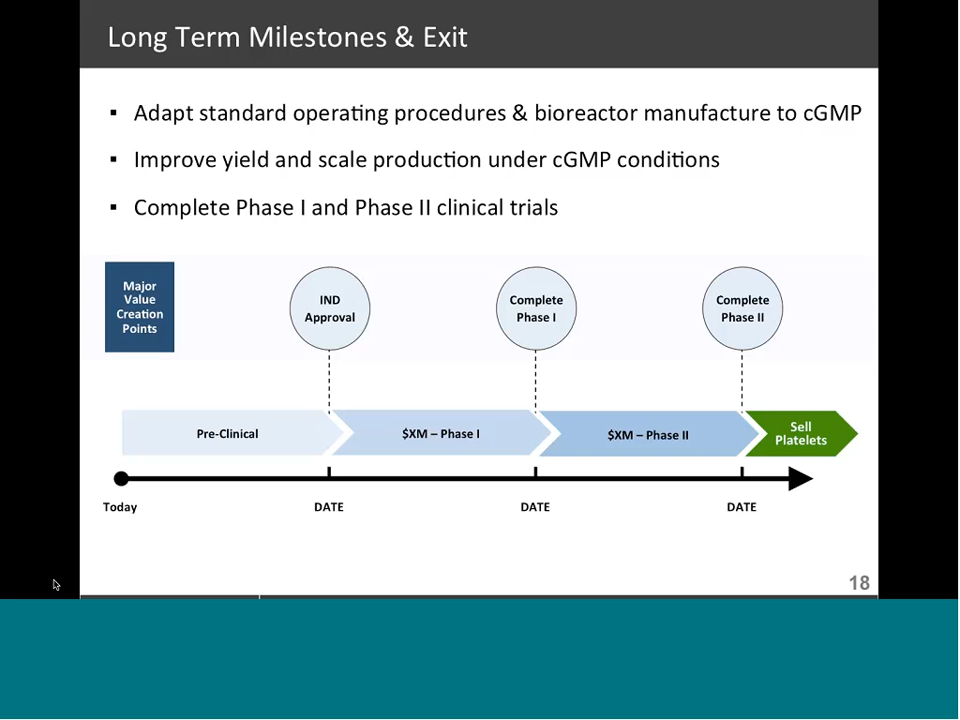 Long Term Milestones & Exit
▪ Adapt standard operating procedures & bioreactor manufacture to cGMP
▪ Improve yield and scale production under cGMP conditions
▪ Complete Phase I and Phase II clinical trials
Major
Value
Creation
Points
IND
Approval
Complete
Phase I
Complete
Phase II
Pre-Clinical
$XM – Phase I
$XM – Phase II
Sell
Platelets
Today
DATE
DATE
DATE
18